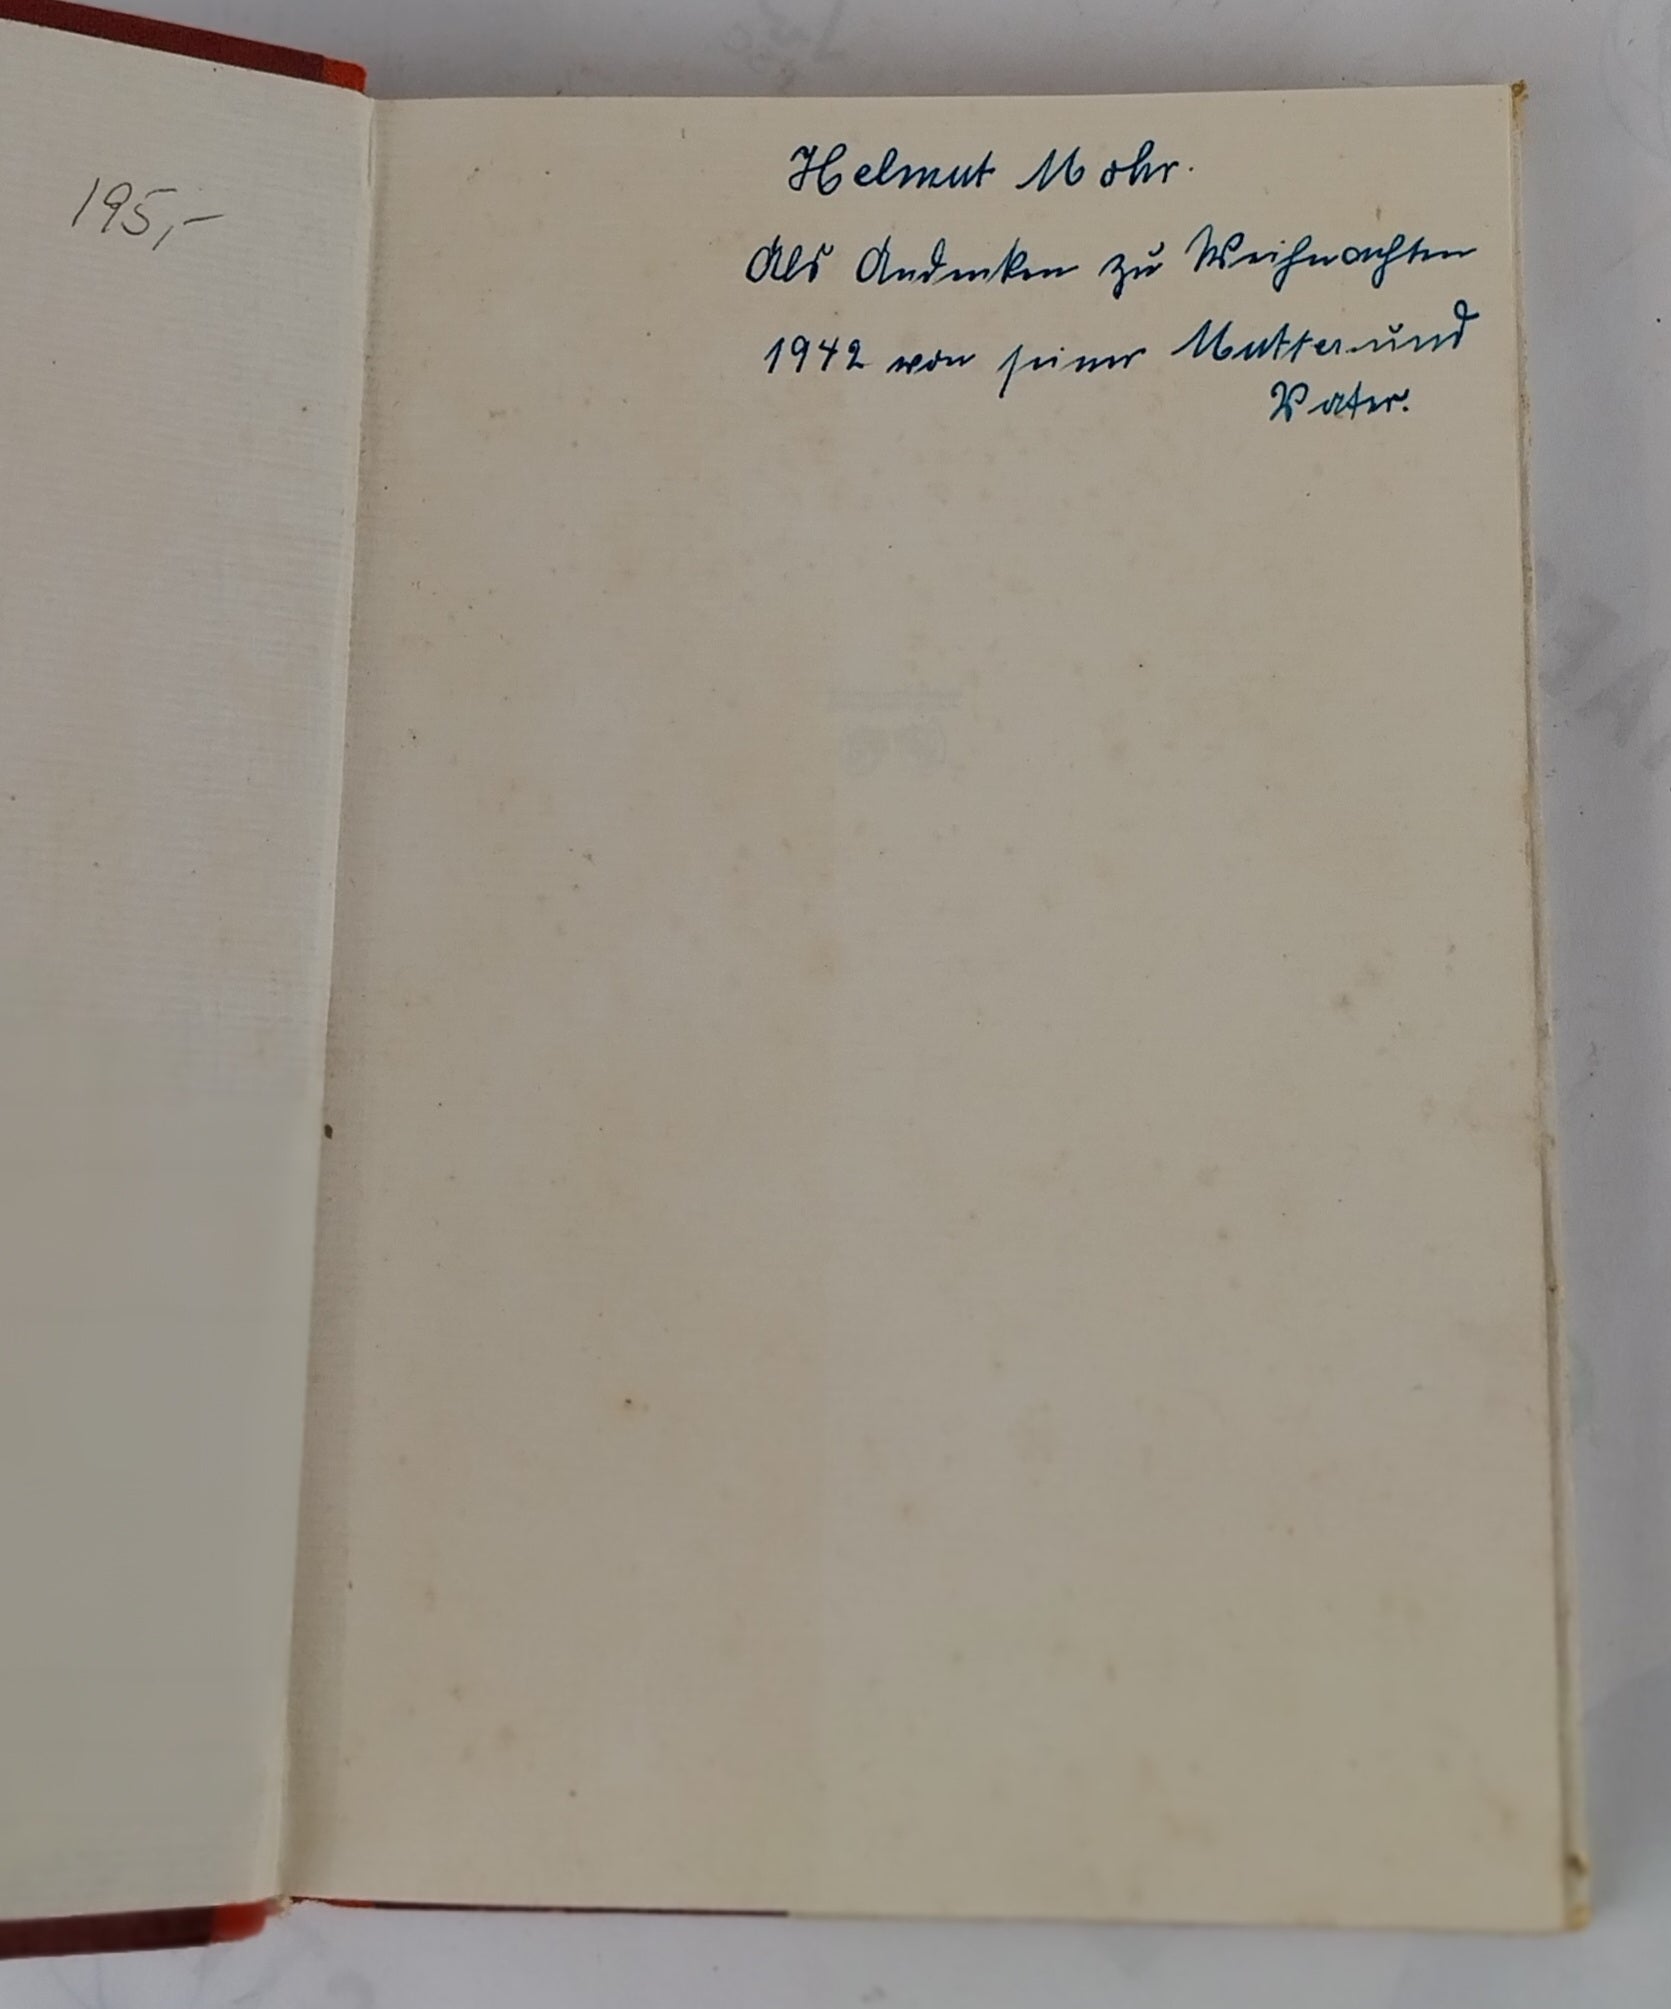 195,-
Helmut Mohr.
Als Andenken zu Weihnachten
1942 von seiner Mutter und
Vater.